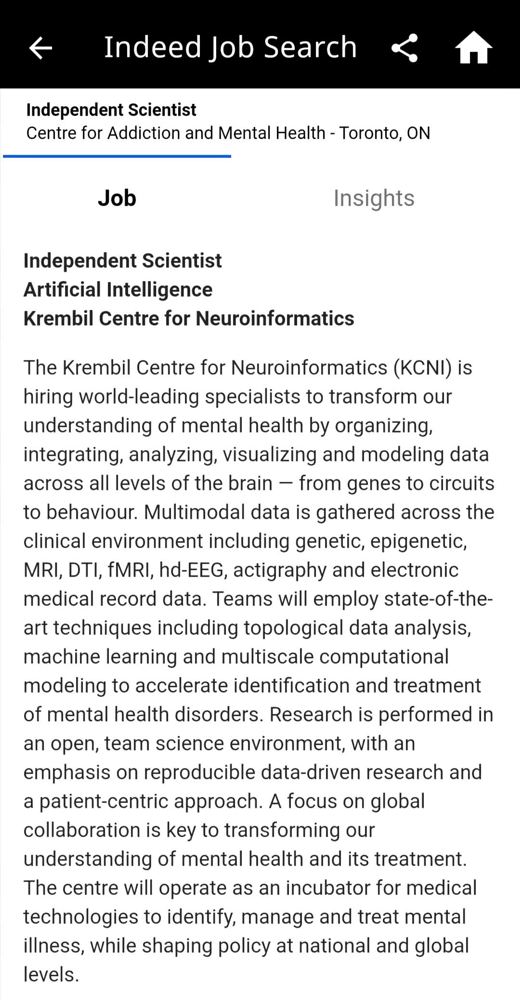 Indeed Job Search
Independent Scientist
Centre for Addiction and Mental Health - Toronto, ON
Job
Insights
Independent Scientist
Artificial Intelligence
Krembil Centre for Neuroinformatics
The Krembil Centre for Neuroinformatics (KCNI) is
hiring world-leading specialists to transform our
understanding of mental health by organizing,
integrating, analyzing, visualizing and modeling data
across all levels of the brain — from genes to circuits
to behaviour. Multimodal data is gathered across the
clinical environment including genetic, epigenetic,
MRI, DTI, fMRI, hd-EEG, actigraphy and electronic
medical record data. Teams will employ state-of-the-
art techniques including topological data analysis,
machine learning and multiscale computational
modeling to accelerate identification and treatment
of mental health disorders. Research is performed in
an open, team science environment, with an
emphasis on reproducible data-driven research and
a patient-centric approach. A focus on global
collaboration is key to transforming our
understanding of mental health and its treatment.
The centre will operate as an incubator for medical
technologies to identify, manage and treat mental
illness, while shaping policy at national and global
levels.